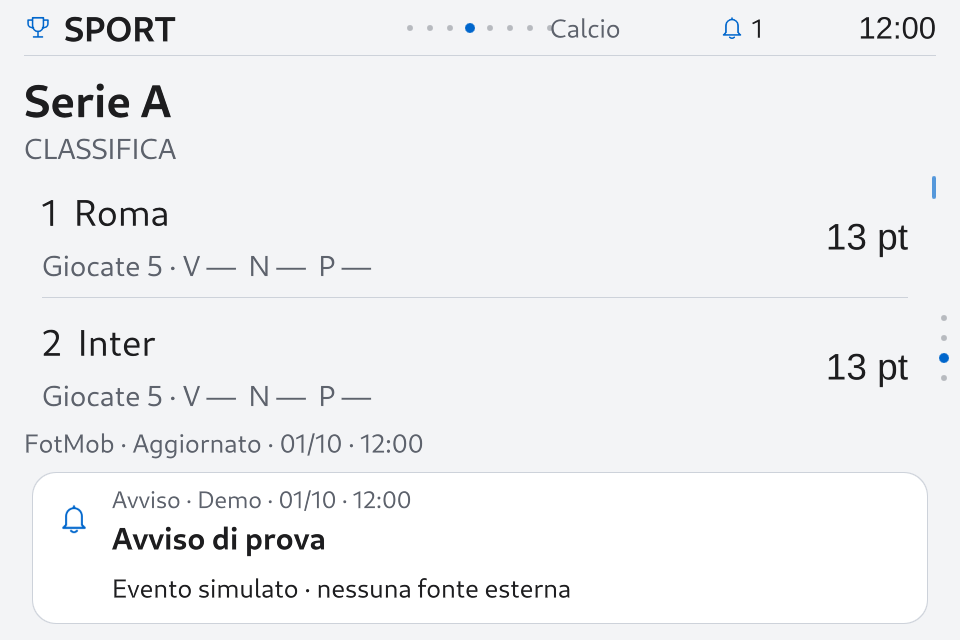 SPORT
Calcio
1
12:00
Serie A
CLASSIFICA
1 Roma
13 pt
Giocate 5 · V — N — P —
2 Inter
13 pt
Giocate 5 · V — N — P —
FotMob · Aggiornato · 01/10 · 12:00
Avviso · Demo · 01/10 · 12:00
Avviso di prova
Evento simulato · nessuna fonte esterna